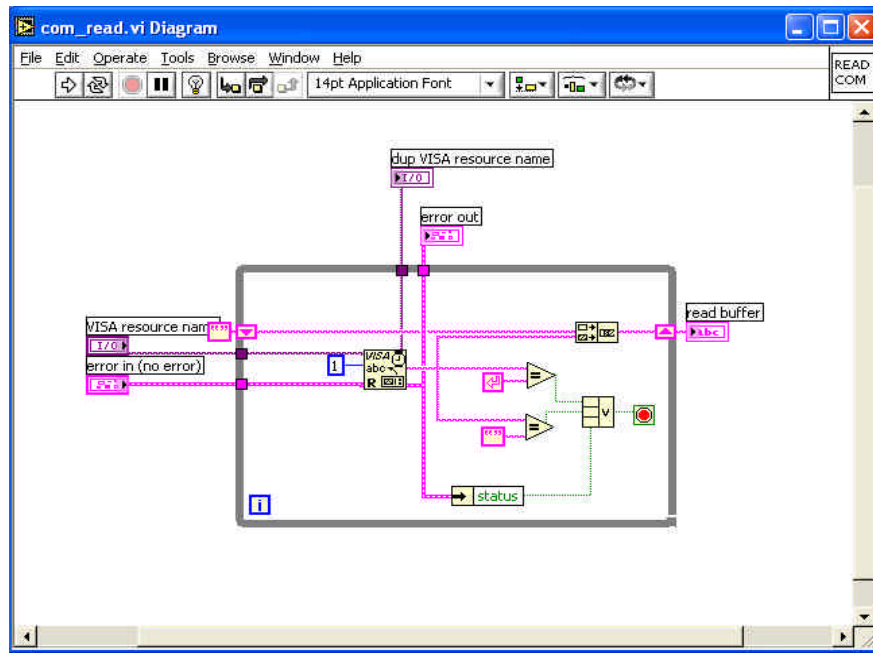 com_read.vi Diagram
File Edit Operate Tools Browse Window Help
14pt Application Font
READ
COM
dup VISA resource name
I/O
error out
VISA resource nam
I/O
error in (no error)
1
VISA
abc
R
read buffer
abc
status
V
i